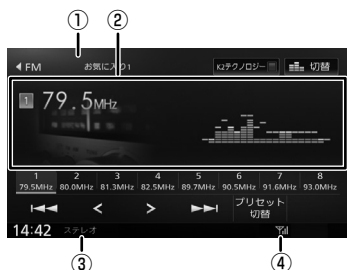 ① ②
FM お気に入り1 K2テクノロジー 切替
1 79.5MHz
1 2 3 4 5 6 7 8
79.5MHz 80.0MHz 81.3MHz 82.5MHz 89.7MHz 90.5MHz 91.6MHz 93.0MHz
プリセット
切替
14:42 ステレオ
③ ④